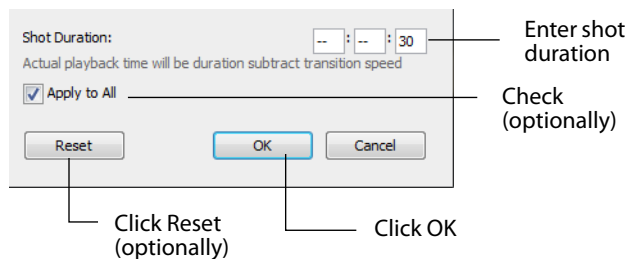 Shot Duration:
-- : -- : 30
Enter shot
duration
Actual playback time will be duration subtract transition speed
Apply to All
Check
(optionally)
Reset
OK
Cancel
Click Reset
(optionally)
Click OK